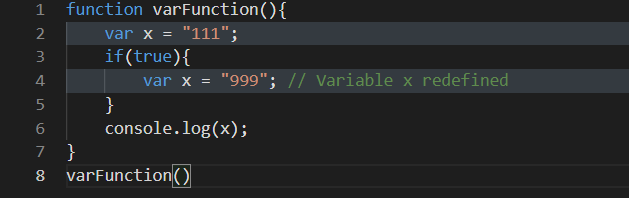 1 function varFunction(){
2     var x = "111";
3     if(true){
4         var x = "999"; // Variable x redefined
5     }
6     console.log(x);
7 }
8 varFunction()